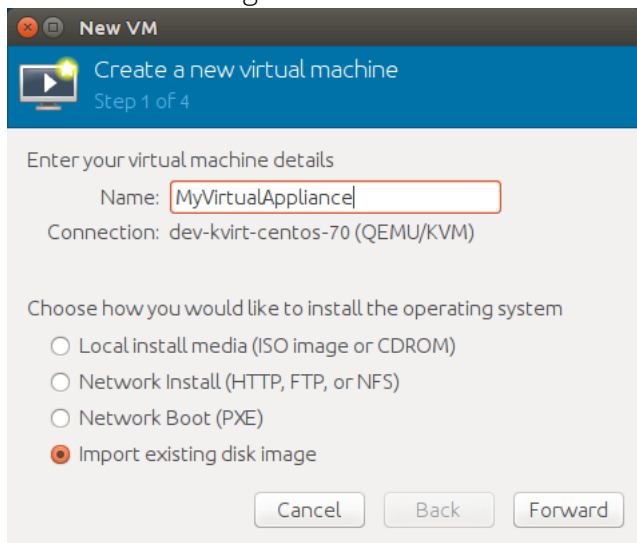 New VM
Create a new virtual machine
Step 1 of 4
Enter your virtual machine details
Name: MyVirtualAppliance
Connection: dev-kvirt-centos-70 (QEMU/KVM)
Choose how you would like to install the operating system
Local install media (ISO image or CDROM)
Network Install (HTTP, FTP, or NFS)
Network Boot (PXE)
Import existing disk image
Cancel Back Forward